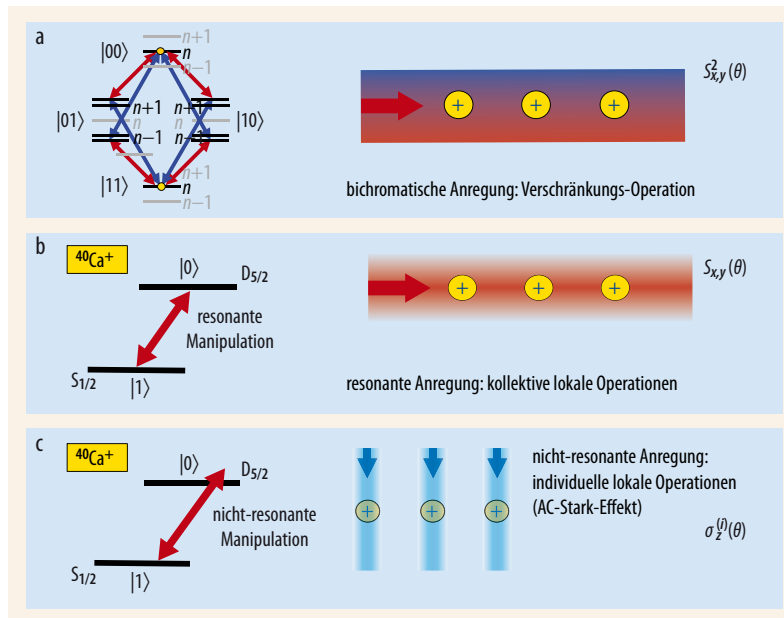 a
n+1
|00⟩ n
n−1
S²x,y(θ)
n+1 n+1
|01⟩ n n |10⟩
n−1 n−1
+ + +
n+1
|11⟩ n
n−1
bichromatische Anregung: Verschränkungs-Operation
b
⁴⁰Ca⁺
|0⟩ D5/2
Sx,y(θ)
+ + +
resonante
Manipulation
S1/2
|1⟩
resonante Anregung: kollektive lokale Operationen
c
⁴⁰Ca⁺
|0⟩ D5/2
nicht-resonante
Manipulation
S1/2
|1⟩
+ + +
nicht-resonante Anregung:
individuelle lokale Operationen
(AC-Stark-Effekt)
σz(i)(θ)